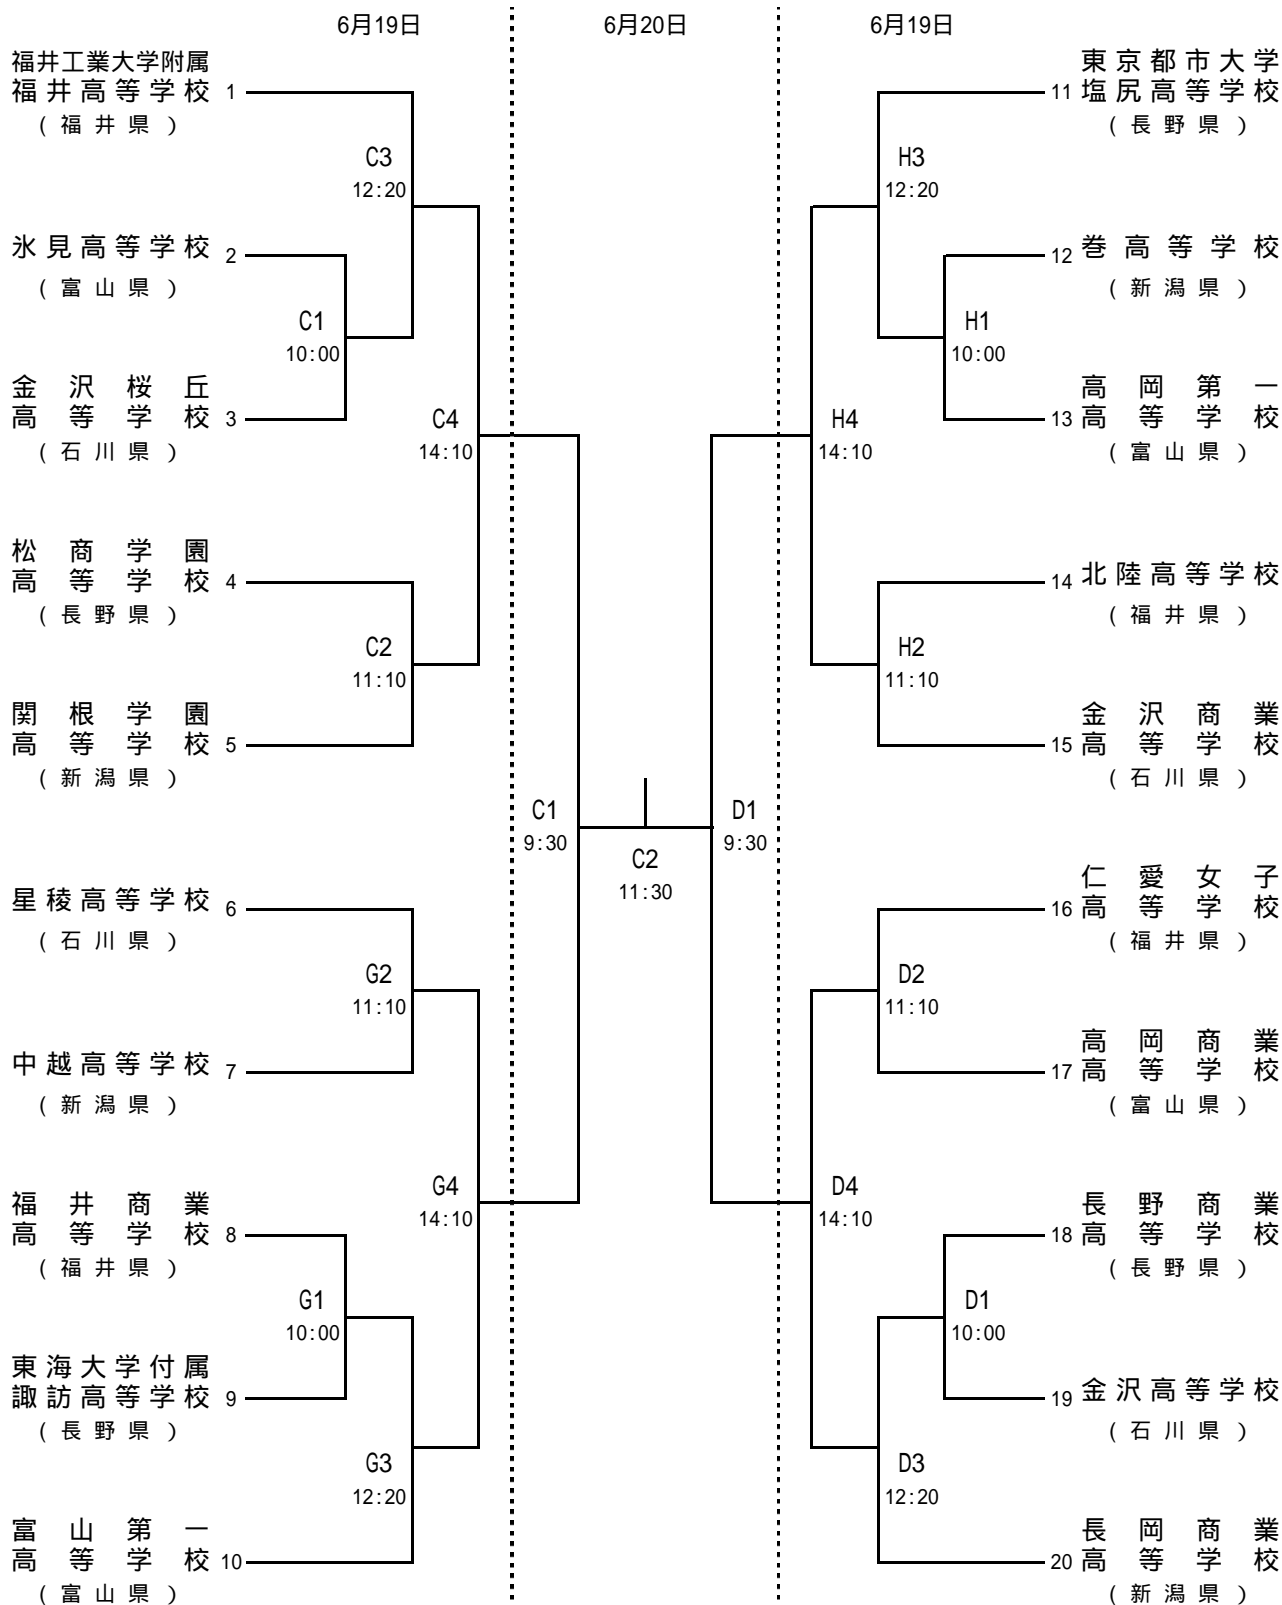 6月19日
6月20日
6月19日
福井工業大学附属
福井高等学校 1
(福井県)
C3
12:20
氷見高等学校 2
(富山県)
C1
10:00
金沢桜丘
高等学校 3
(石川県)
C4
14:10
松商学園
高等学校 4
(長野県)
C2
11:10
関根学園
高等学校 5
(新潟県)
星稜高等学校 6
(石川県)
G2
11:10
中越高等学校 7
(新潟県)
G4
14:10
福井商業
高等学校 8
(福井県)
G1
10:00
東海大学付属
諏訪高等学校 9
(長野県)
G3
12:20
富山第一
高等学校 10
(富山県)
C1
9:30
C2
11:30
D1
9:30
東京都市大学
11 塩尻高等学校
(長野県)
H3
12:20
12 巻高等学校
(新潟県)
H1
10:00
高岡第一
13 高等学校
(富山県)
H4
14:10
14 北陸高等学校
(福井県)
H2
11:10
金沢商業
15 高等学校
(石川県)
仁愛女子
16 高等学校
(福井県)
D2
11:10
高岡商業
17 高等学校
(富山県)
D4
14:10
長野商業
18 高等学校
(長野県)
D1
10:00
19 金沢高等学校
(石川県)
D3
12:20
長岡商業
20 高等学校
(新潟県)